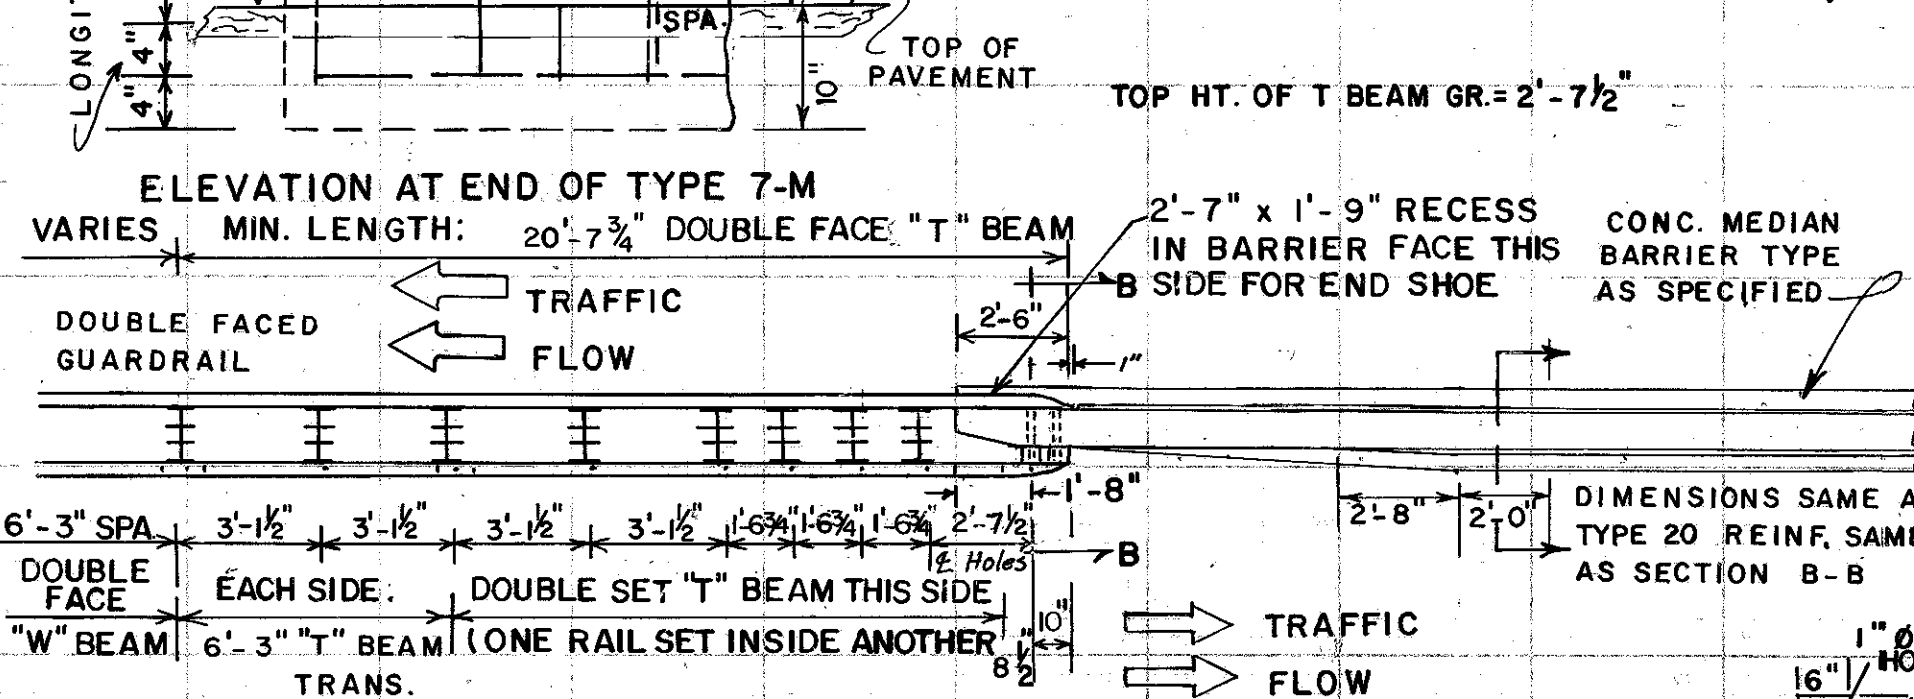 LONGIT
4"
4"
SPA.
10"
TOP OF
PAVEMENT
TOP HT. OF T BEAM GR.= 2'-7½"
ELEVATION AT END OF TYPE 7-M
VARIES
MIN. LENGTH: 20'-7¾" DOUBLE FACE "T" BEAM
2'-7" x 1'-9" RECESS
IN BARRIER FACE THIS
SIDE FOR END SHOE
CONC. MEDIAN
BARRIER TYPE
AS SPECIFIED
B
TRAFFIC
FLOW
DOUBLE FACED
GUARDRAIL
2'-6"
1"
1'-8"
6'-3" SPA.
3'-1½" 3'-1½" 3'-1½" 3'-1½" 1'-6¾" 1'-6¾" 1'-6¾" 2'-7½"
℄ Holes
B
2'-8" 2'-0"
DIMENSIONS SAME A
TYPE 20 REINF. SAME
AS SECTION B-B
DOUBLE
FACE
"W" BEAM
EACH SIDE:
6'-3" "T" BEAM
TRANS.
DOUBLE SET "T" BEAM THIS SIDE
(ONE RAIL SET INSIDE ANOTHER
8½"
10"
TRAFFIC
FLOW
1" Ø
HO
16"